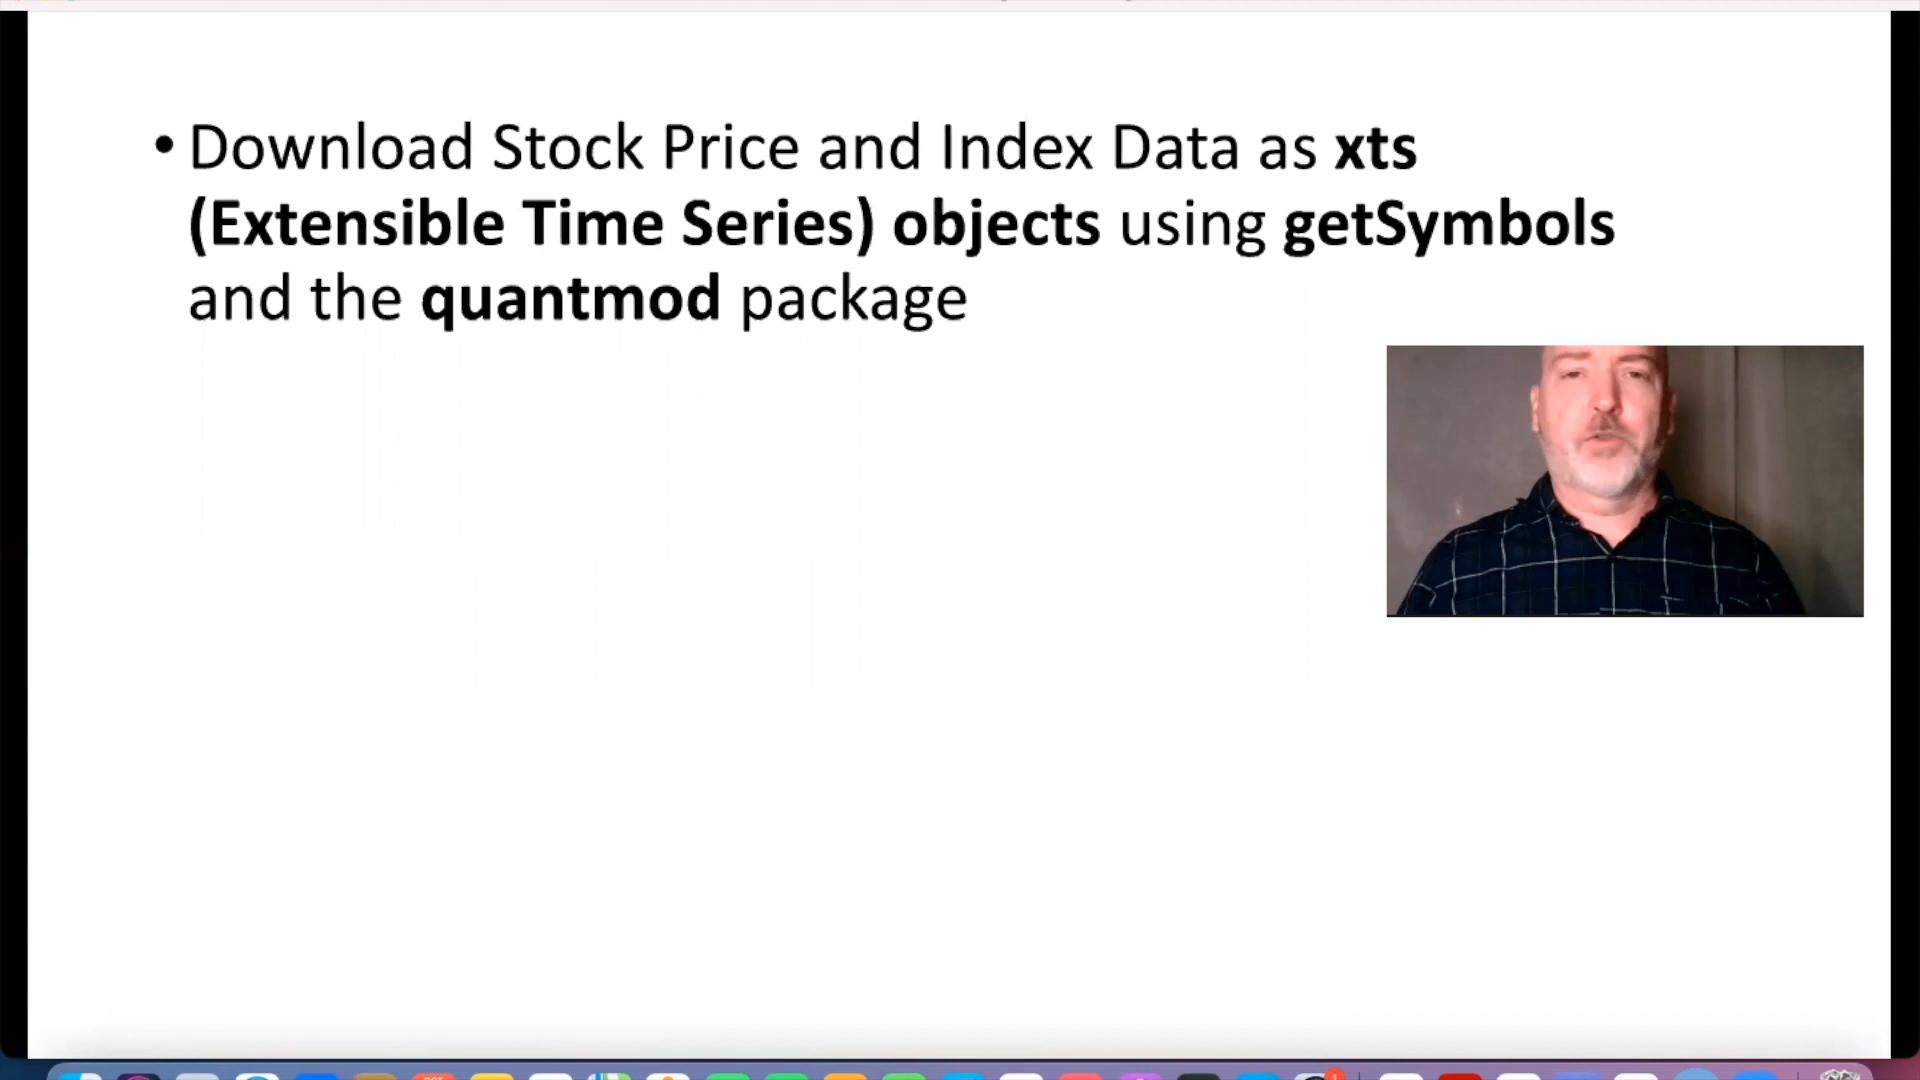 • Download Stock Price and Index Data as xts
(Extensible Time Series) objects using getSymbols
and the quantmod package